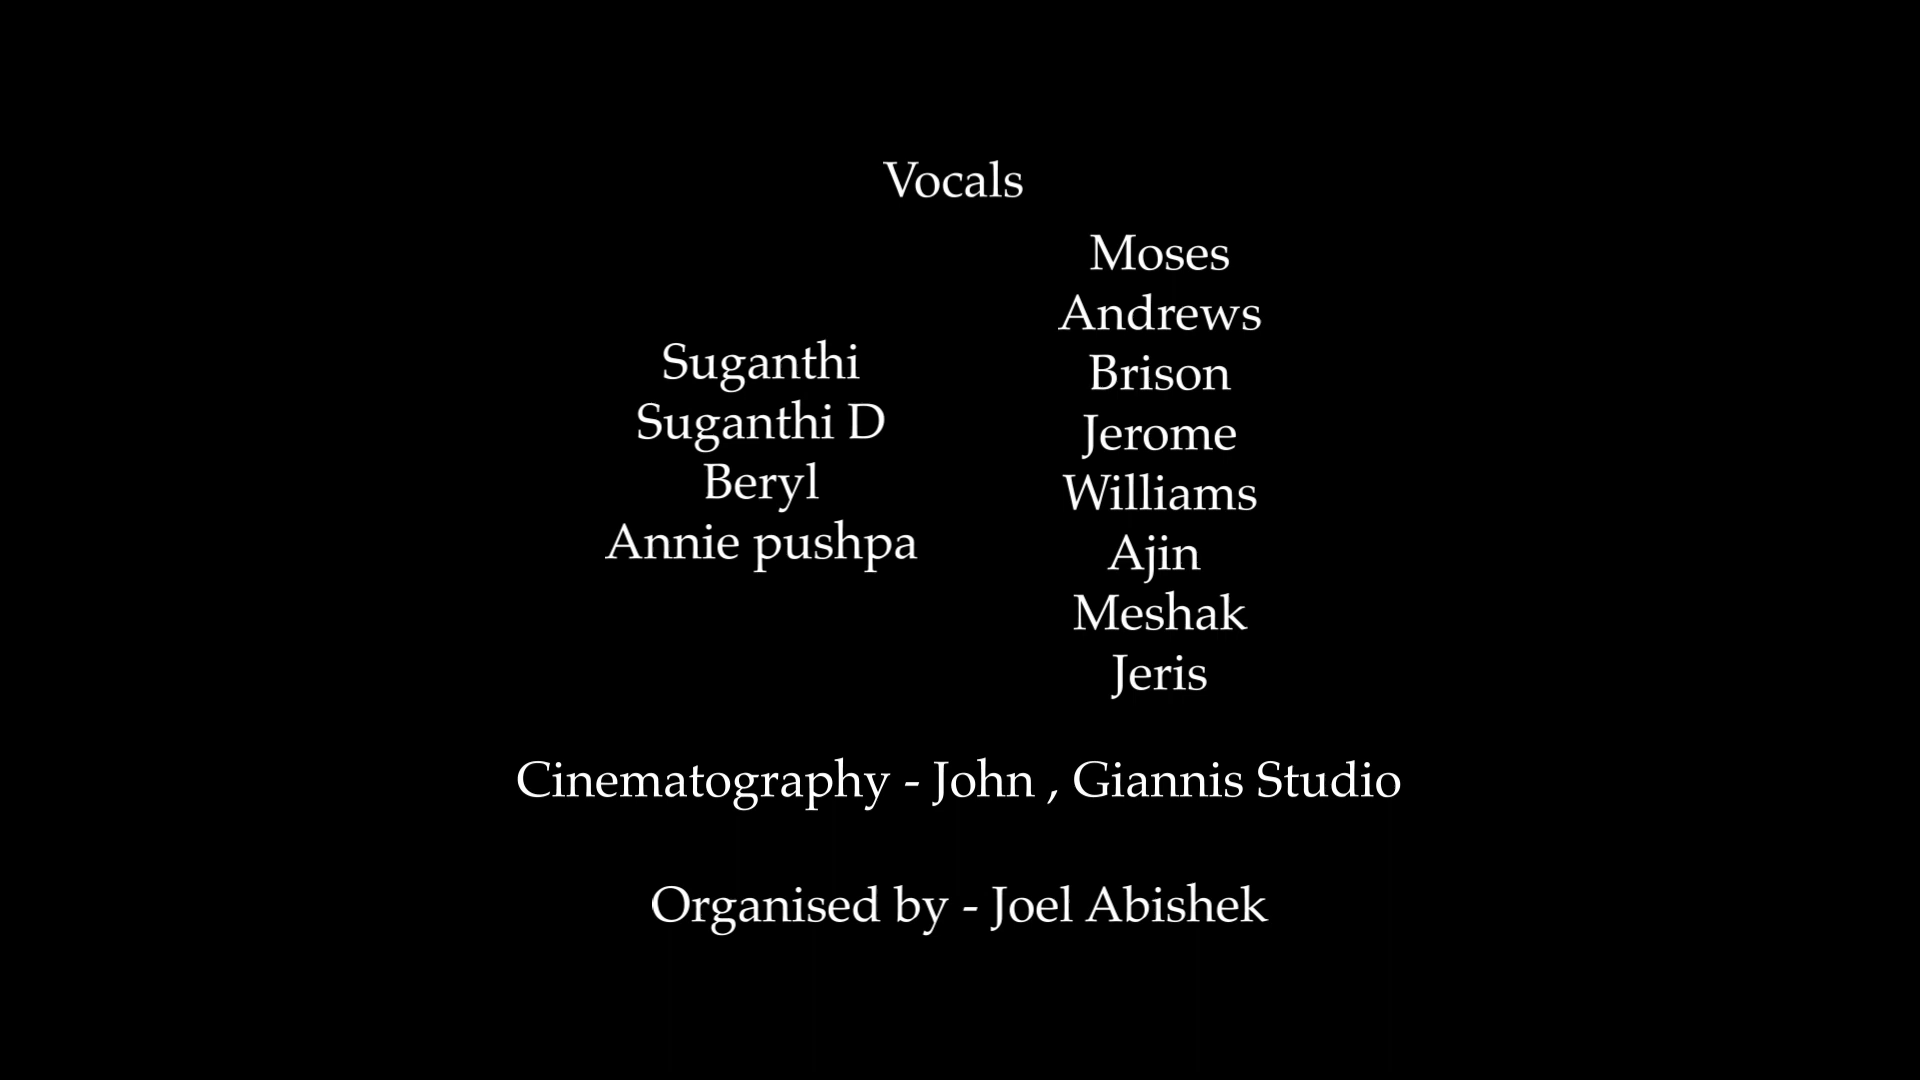 Vocals
Suganthi
Suganthi D
Beryl
Annie pushpa
Moses
Andrews
Brison
Jerome
Williams
Ajin
Meshak
Jeris
Cinematography - John , Giannis Studio
Organised by - Joel Abishek